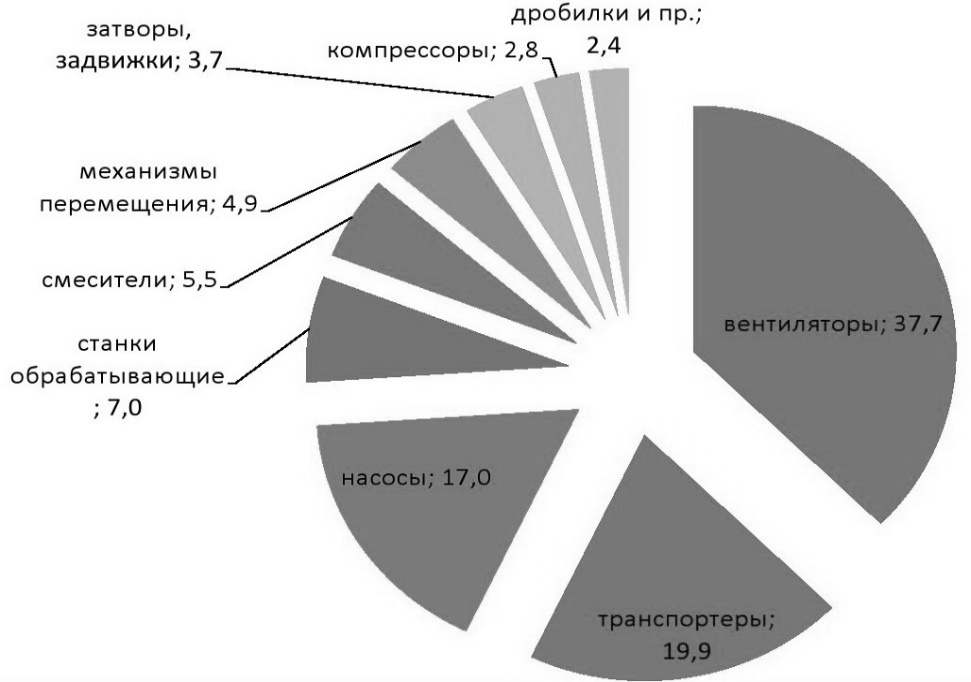 дробилки и пр.;
2,4
компрессоры; 2,8
затворы,
задвижки; 3,7
механизмы
перемещения; 4,9
смесители; 5,5
станки
обрабатывающие
; 7,0
насосы; 17,0
транспортеры;
19,9
вентиляторы; 37,7